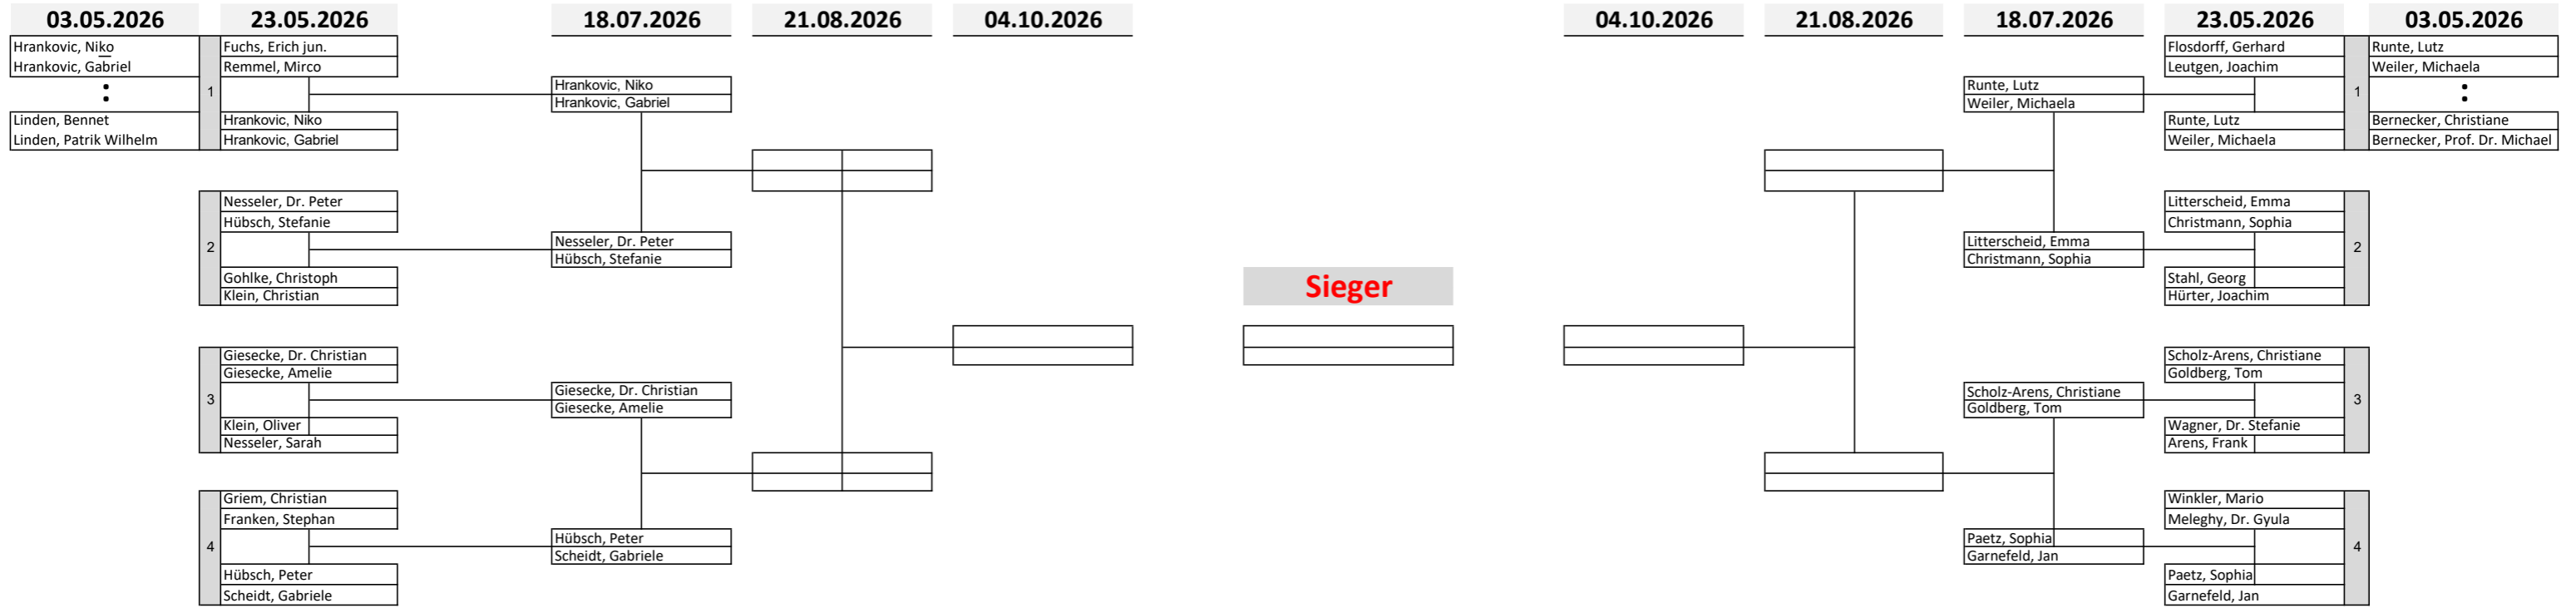 03.05.2026
23.05.2026
18.07.2026
21.08.2026
04.10.2026
04.10.2026
21.08.2026
18.07.2026
23.05.2026
03.05.2026
Hrankovic, Niko
Hrankovic, Gabriel
:
Linden, Bennet
Linden, Patrik Wilhelm
1
Fuchs, Erich jun.
Remmel, Mirco
Hrankovic, Niko
Hrankovic, Gabriel
2
Nesseler, Dr. Peter
Hübsch, Stefanie
Gohlke, Christoph
Klein, Christian
3
Giesecke, Dr. Christian
Giesecke, Amelie
Klein, Oliver
Nesseler, Sarah
4
Griem, Christian
Franken, Stephan
Hübsch, Peter
Scheidt, Gabriele
Hrankovic, Niko
Hrankovic, Gabriel
Nesseler, Dr. Peter
Hübsch, Stefanie
Giesecke, Dr. Christian
Giesecke, Amelie
Hübsch, Peter
Scheidt, Gabriele
Sieger
Runte, Lutz
Weiler, Michaela
Litterscheid, Emma
Christmann, Sophia
Scholz-Arens, Christiane
Goldberg, Tom
Paetz, Sophia
Garnefeld, Jan
Flosdorff, Gerhard
Leutgen, Joachim
Runte, Lutz
Weiler, Michaela
1
Litterscheid, Emma
Christmann, Sophia
Stahl, Georg
Hürter, Joachim
2
Scholz-Arens, Christiane
Goldberg, Tom
Wagner, Dr. Stefanie
Arens, Frank
3
Winkler, Mario
Meleghy, Dr. Gyula
Paetz, Sophia
Garnefeld, Jan
4
Runte, Lutz
Weiler, Michaela
:
Bernecker, Christiane
Bernecker, Prof. Dr. Michael